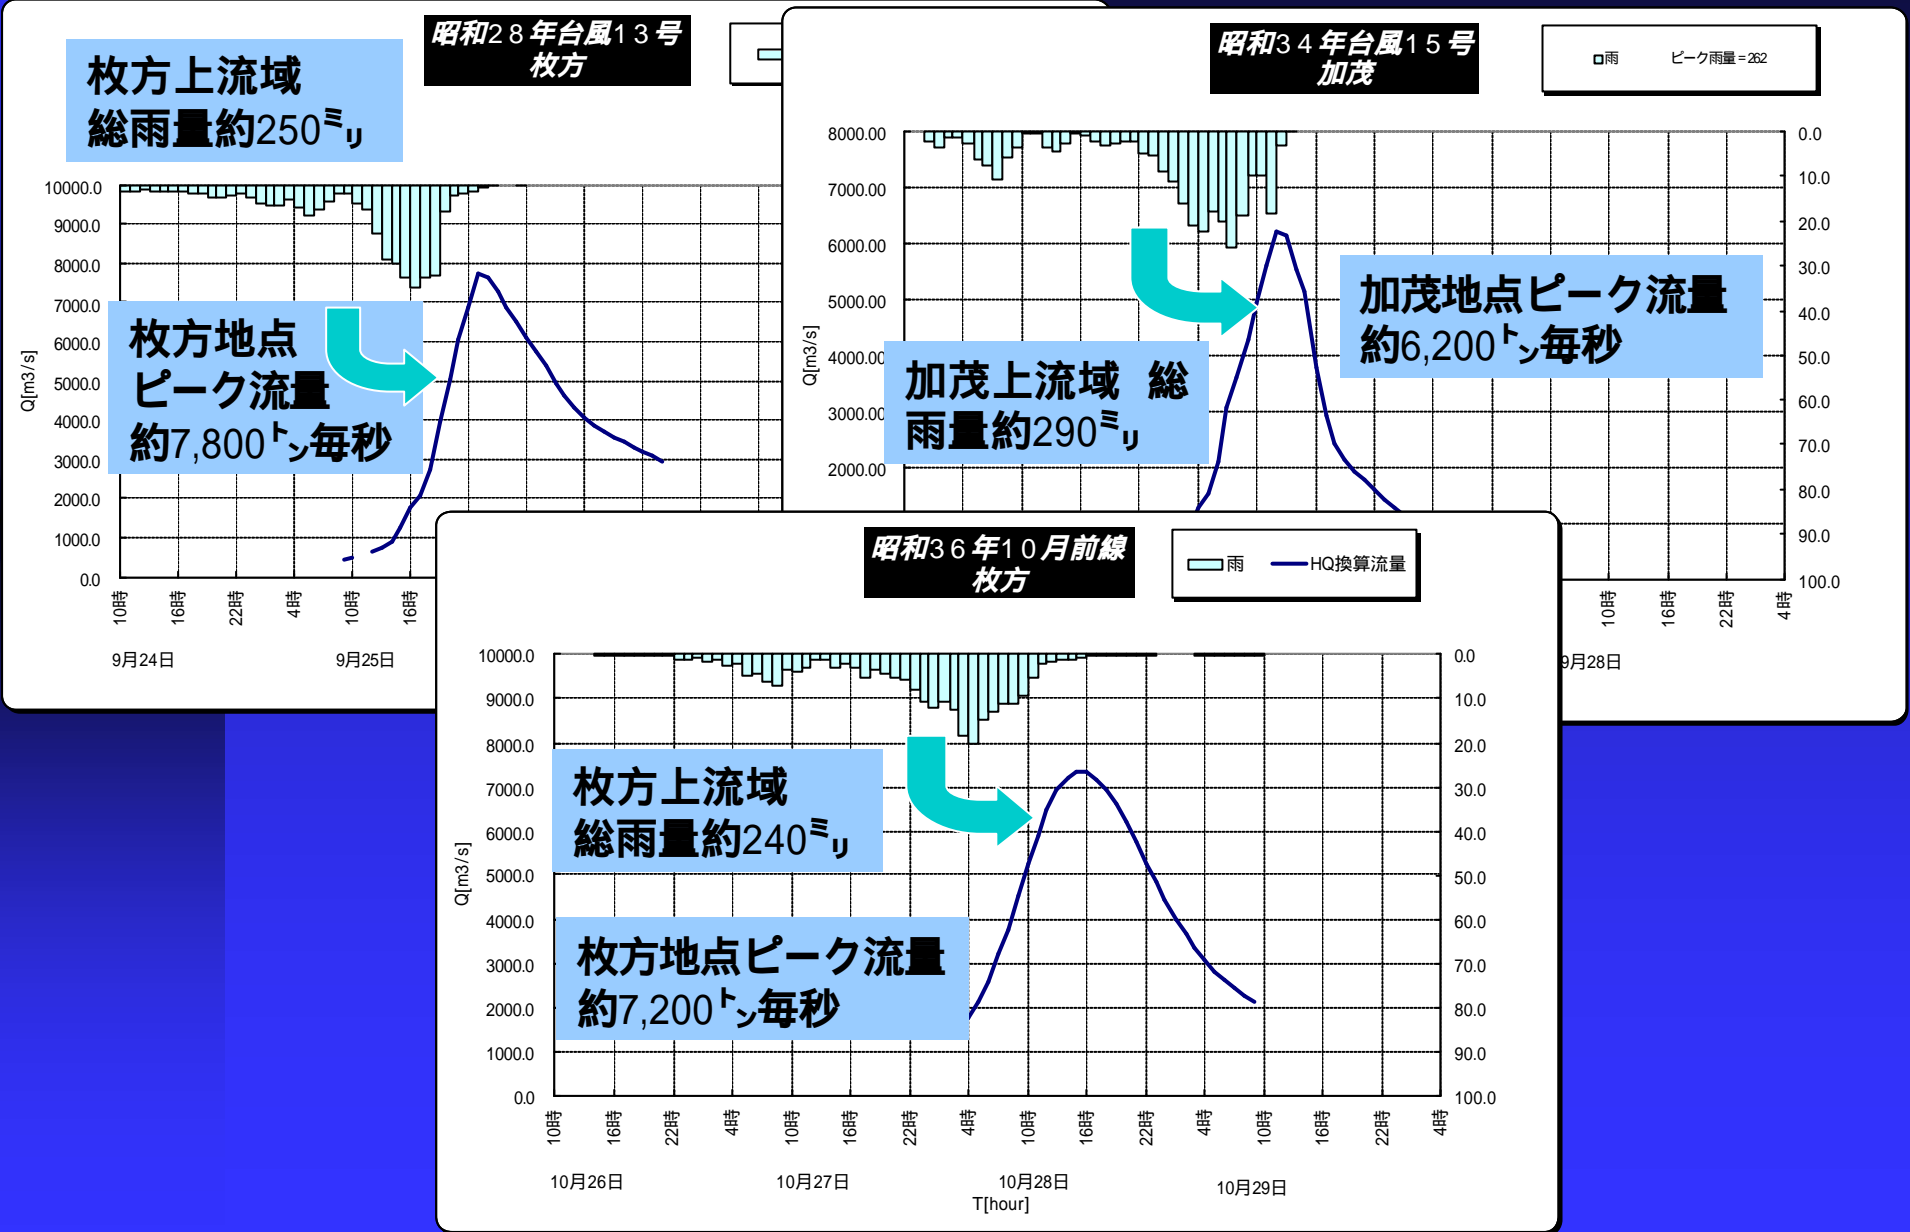 昭和28年台風13号
枚方
枚方上流域
総雨量約250㍉
10000.0
9000.0
8000.0
7000.0
6000.0
5000.0
4000.0
3000.0
2000.0
1000.0
0.0
Q[m3/s]
枚方地点
ピーク流量
約7,800㌧毎秒
10時
16時
22時
4時
10時
16時
9月24日
9月25日
昭和34年台風15号
加茂
雨
ピーク雨量=262
8000.00
7000.00
6000.00
5000.00
4000.00
3000.00
2000.00
Q[m3/s]
0.0
10.0
20.0
30.0
40.0
50.0
60.0
70.0
80.0
90.0
100.0
加茂地点ピーク流量
約6,200㌧毎秒
加茂上流域 総
雨量約290㍉
10時
16時
22時
4時
9月28日
昭和36年10月前線
枚方
雨
HQ換算流量
10000.0
9000.0
8000.0
7000.0
6000.0
5000.0
4000.0
3000.0
2000.0
1000.0
0.0
Q[m3/s]
0.0
10.0
20.0
30.0
40.0
50.0
60.0
70.0
80.0
90.0
100.0
枚方上流域
総雨量約240㍉
枚方地点ピーク流量
約7,200㌧毎秒
10時
16時
22時
4時
10時
16時
22時
4時
10時
16時
22時
4時
10時
16時
22時
4時
10月26日
10月27日
10月28日
10月29日
T[hour]